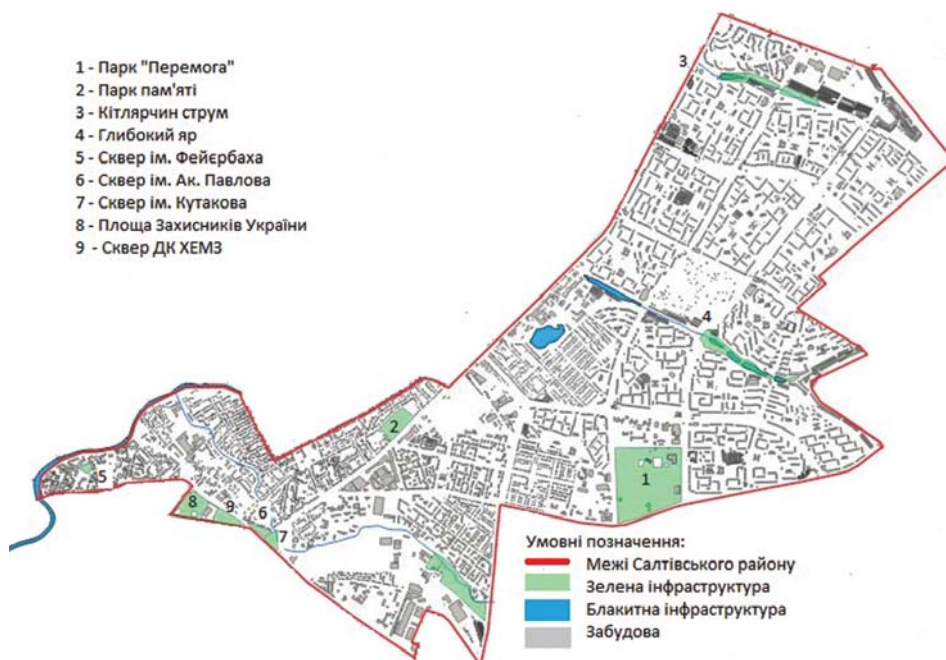 1 - Парк "Перемога"
2 - Парк пам'яті
3 - Кітлярчин струм
4 - Глибокий яр
5 - Сквер ім. Фейєрбаха
6 - Сквер ім. Ак. Павлова
7 - Сквер ім. Кутакова
8 - Площа Захисників України
9 - Сквер ДК ХЕМЗ
3
4
2
1
5
8
9
6
7
Умовні позначення:
Межі Салтівського району
Зелена інфраструктура
Блакитна інфраструктура
Забудова